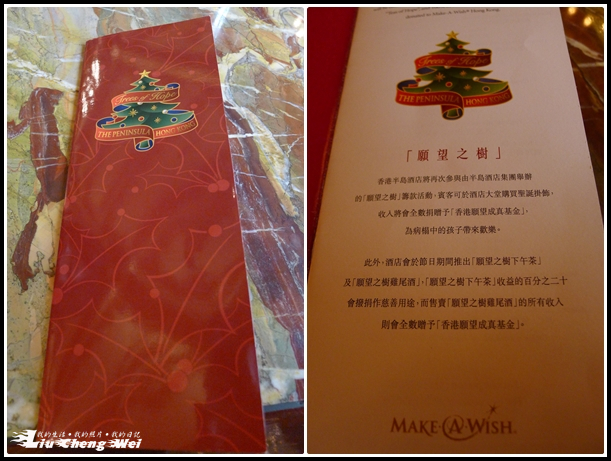 Trees of Hope
THE PENINSULA HONG KONG
我的生活•我的照片•我的日記
Liu Cheng Wei
"Tree of Hope"
donated to Make-A-Wish® Hong Kong.
Trees of Hope
THE PENINSULA HONG KONG
「願望之樹」
香港半島酒店將再次參與由半島酒店集團舉辦
的「願望之樹」籌款活動，賓客可於酒店大堂購買聖誕掛飾，
收入將會全數捐贈予「香港願望成真基金」，
為病榻中的孩子帶來歡樂。
此外，酒店會於節日期間推出「願望之樹下午茶」
及「願望之樹雞尾酒」，「願望之樹下午茶」收益的百分之二十
會撥捐作慈善用途，而售賣「願望之樹雞尾酒」的所有收入
則會全數贈予「香港願望成真基金」。
MAKE-A-WISH®